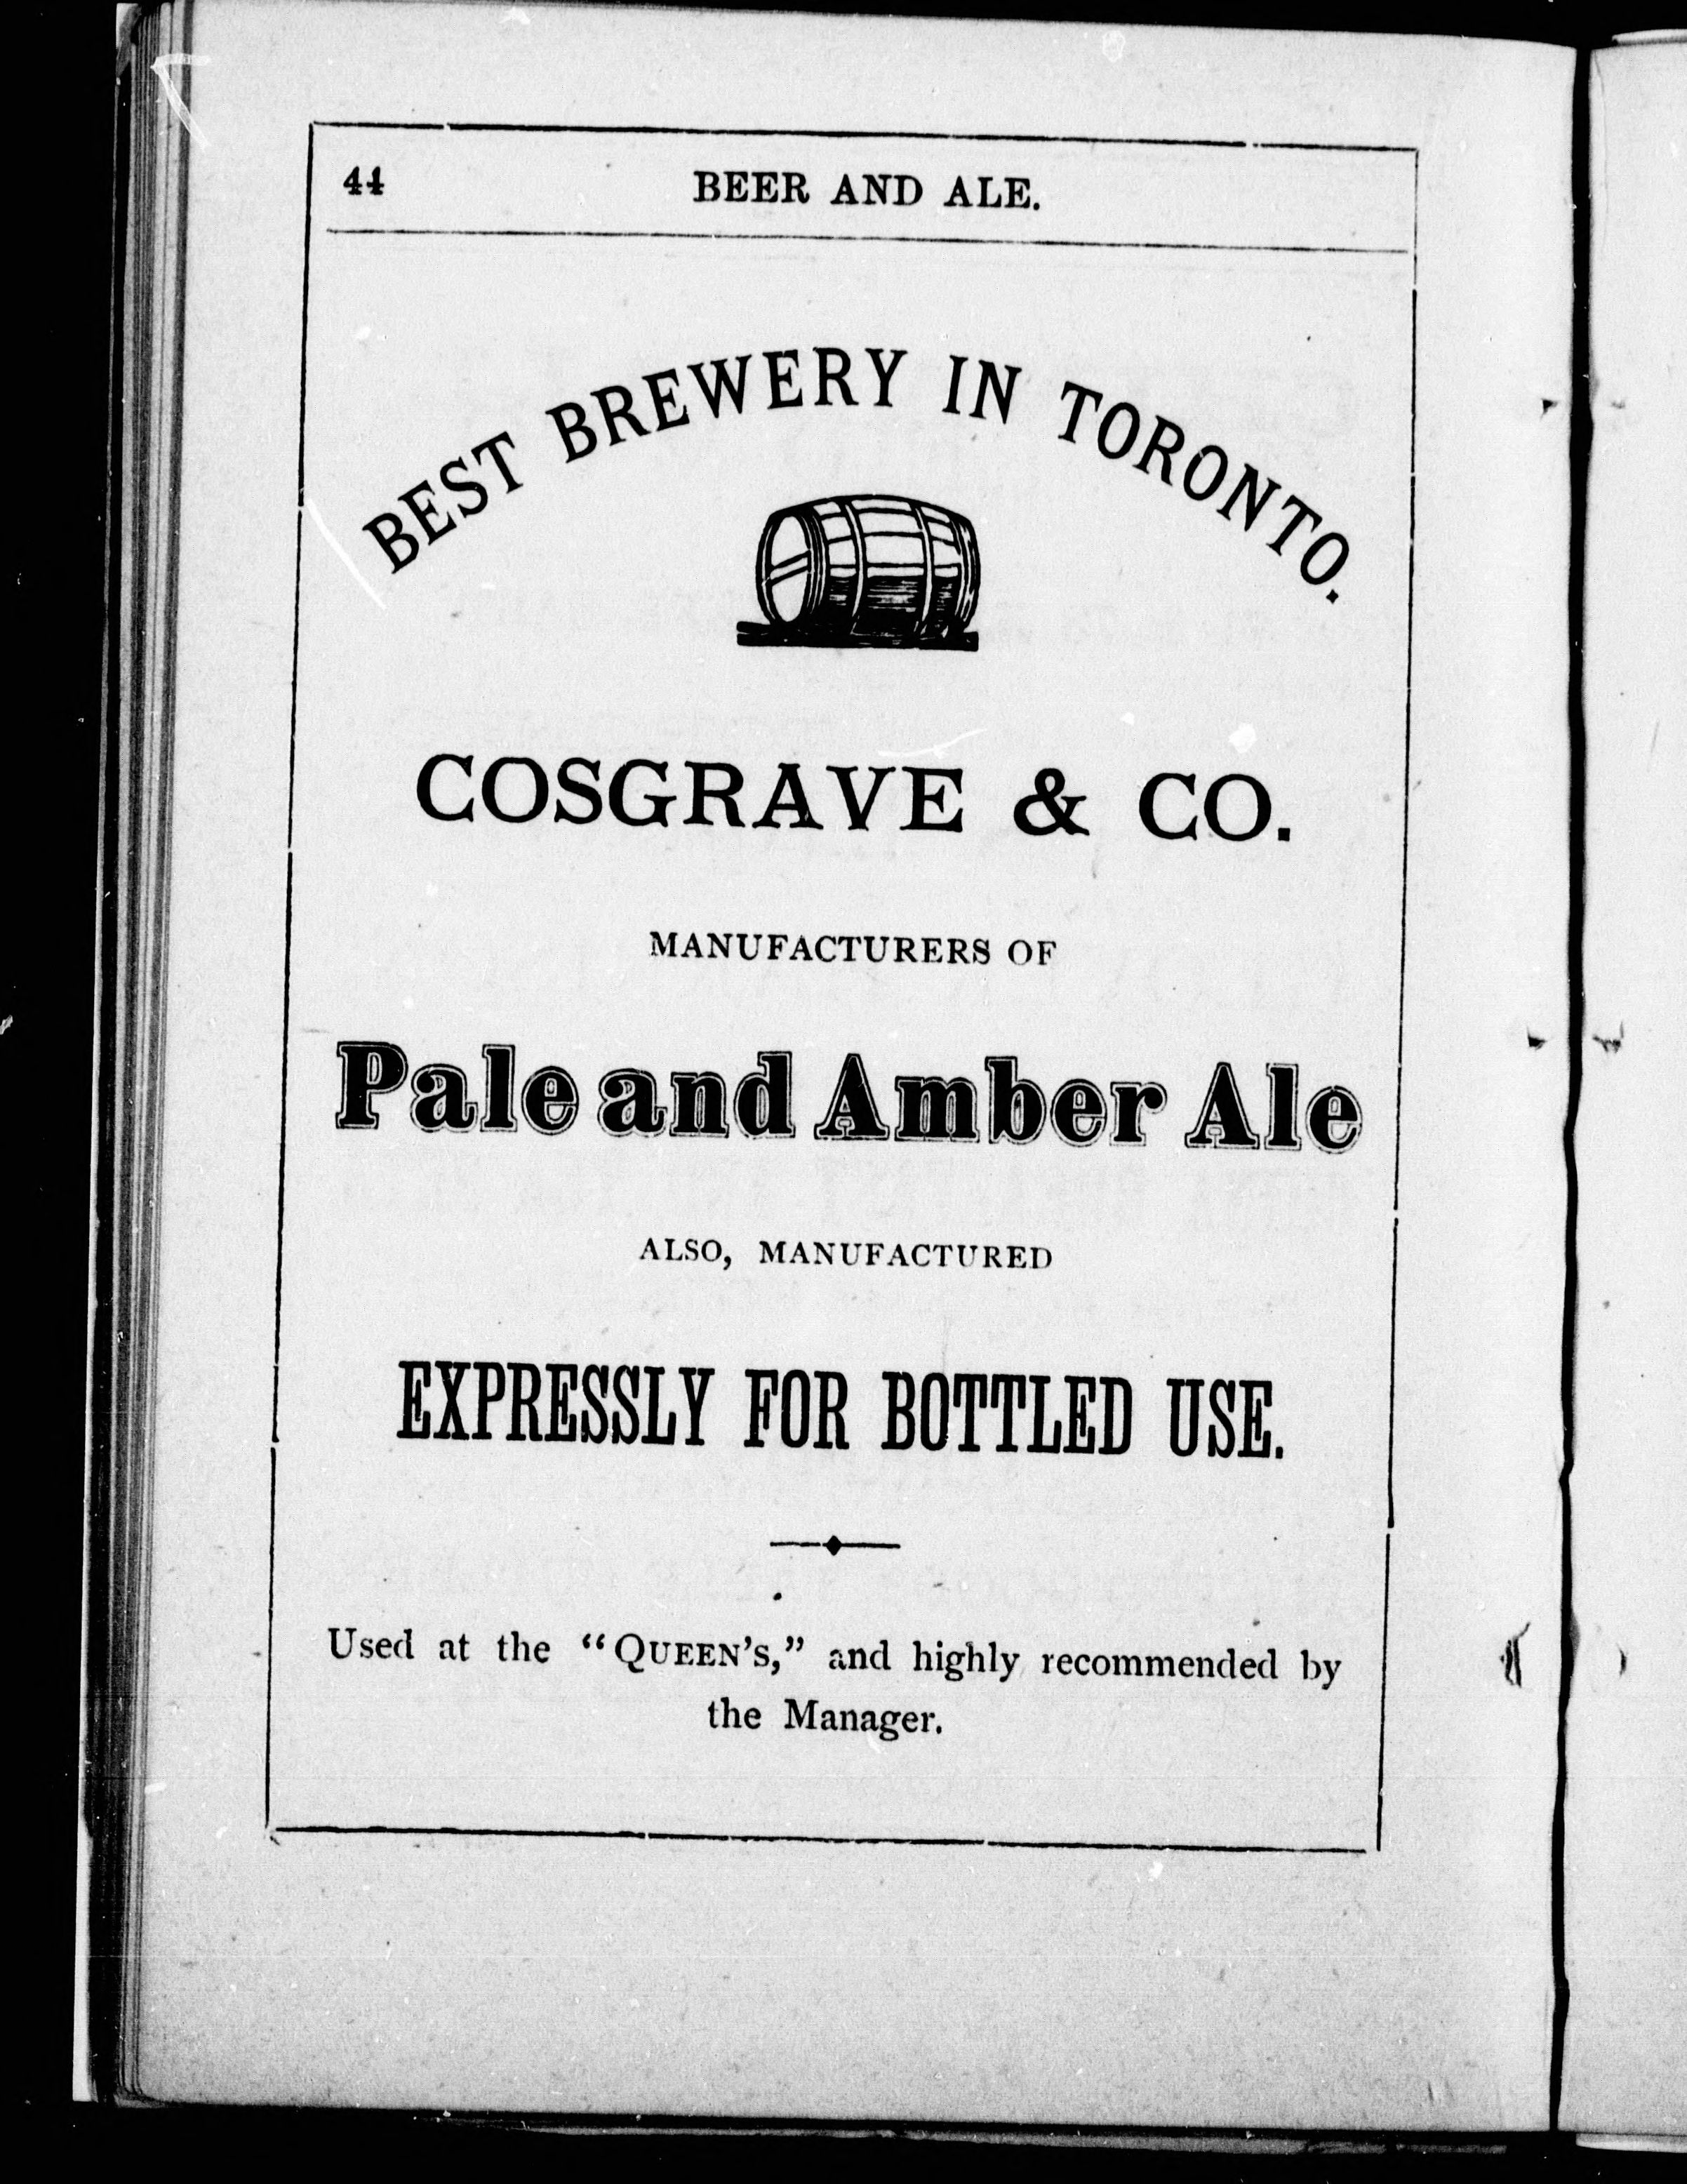 44 BEER AND ALE.
BEST BREWERY IN TORONTO.
COSGRAVE & CO.
MANUFACTURERS OF
Pale and Amber Ale
ALSO, MANUFACTURED
EXPRESSLY FOR BOTTLED USE.
Used at the "QUEEN'S," and highly recommended by
the Manager.